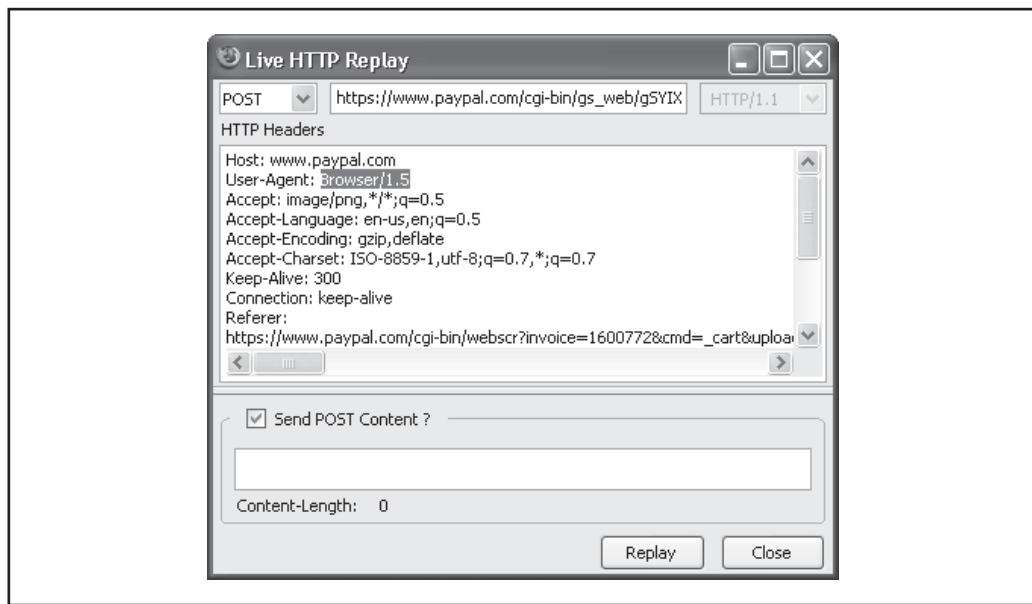 Live HTTP Replay
POST https://www.paypal.com/cgi-bin/gs_web/gSYIX HTTP/1.1
HTTP Headers
Host: www.paypal.com
User-Agent: Browser/1.5
Accept: image/png,*/*;q=0.5
Accept-Language: en-us,en;q=0.5
Accept-Encoding: gzip,deflate
Accept-Charset: ISO-8859-1,utf-8;q=0.7,*;q=0.7
Keep-Alive: 300
Connection: keep-alive
Referer:
https://www.paypal.com/cgi-bin/webscr?invoice=1600772&cmd=_cart&uploa
Send POST Content ?
Content-Length: 0
Replay Close